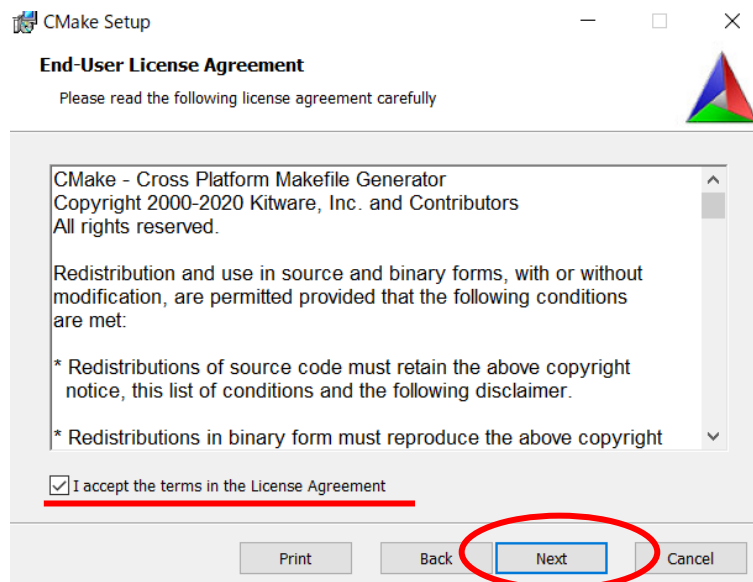 CMake Setup
End-User License Agreement
Please read the following license agreement carefully
CMake - Cross Platform Makefile Generator
Copyright 2000-2020 Kitware, Inc. and Contributors
All rights reserved.
Redistribution and use in source and binary forms, with or without
modification, are permitted provided that the following conditions
are met:
* Redistributions of source code must retain the above copyright
notice, this list of conditions and the following disclaimer.
* Redistributions in binary form must reproduce the above copyright
I accept the terms in the License Agreement
Print Back Next Cancel